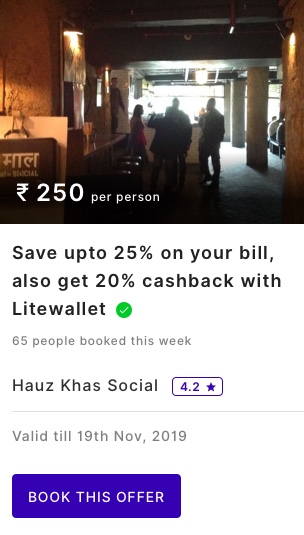 माल
SOCIAL
₹ 250 per person
Save upto 25% on your bill,
also get 20% cashback with
Litewallet
65 people booked this week
Hauz Khas Social 4.2 ★
Valid till 19th Nov, 2019
BOOK THIS OFFER